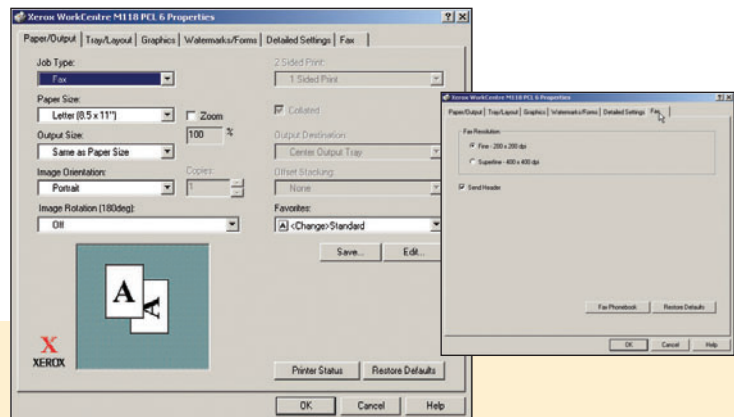 Xerox WorkCentre M118 PCL 6 Properties
Paper/Output Tray/Layout Graphics Watermarks/Forms Detailed Settings Fax
Job Type:
Fax
Paper Size:
Letter (8.5 x 11")
Zoom
100 %
Output Size:
Same as Paper Size
Image Orientation:
Portrait
Copies:
1
Image Rotation (180deg):
Off
2 Sided Print:
1 Sided Print
Collated
Output Destination:
Center Output Tray
Offset Stacking:
None
Favorites:
A <Change>Standard
Save... Edit...
A A
X
XEROX
Printer Status Restore Defaults
OK Cancel Help
Xerox WorkCentre M118 PCL 6 Properties
Paper/Output Tray/Layout Graphics Watermarks/Forms Detailed Settings Fax
Fax Resolution:
Fine - 200 x 200 dpi
Superfine - 400 x 400 dpi
Send Header
Fax Phonebook Restore Defaults
OK Cancel Help